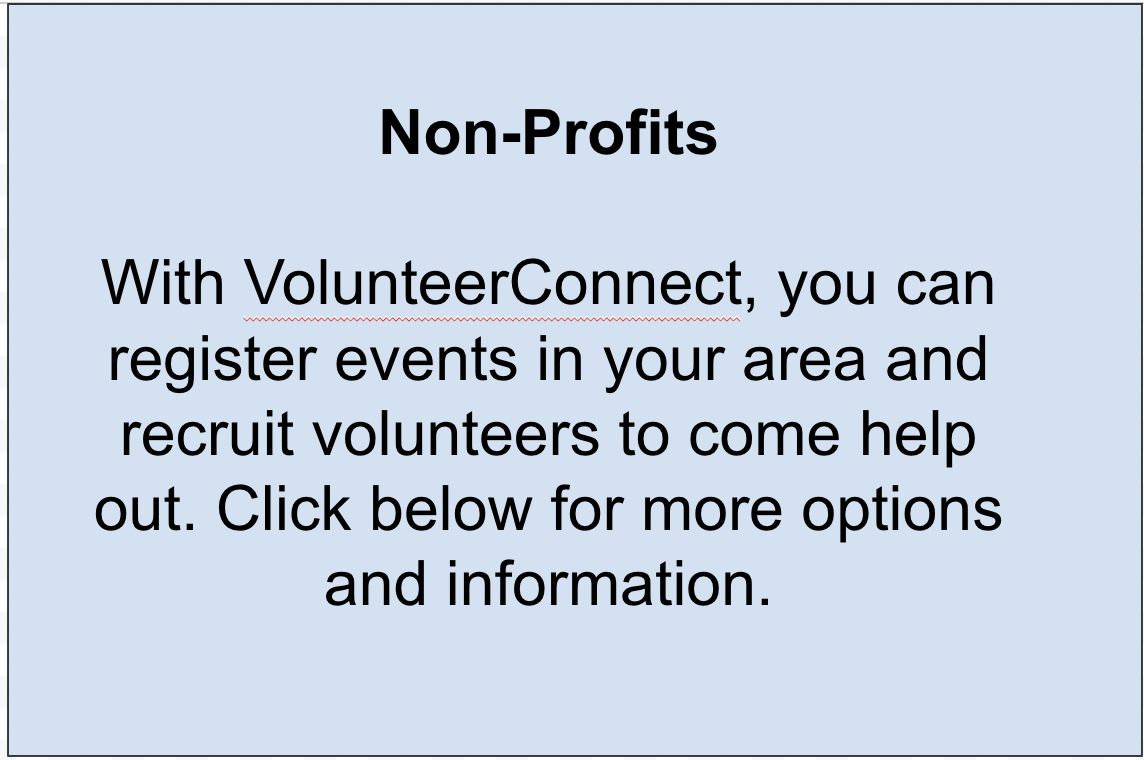 Non-Profits
With VolunteerConnect, you can
register events in your area and
recruit volunteers to come help
out. Click below for more options
and information.